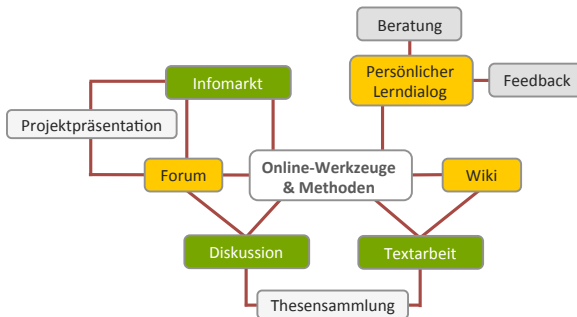 Beratung
Infomarkt
Persönlicher
Lerndialog
Feedback
Projektpräsentation
Forum
Online-Werkzeuge
& Methoden
Wiki
Diskussion
Textarbeit
Thesensammlung